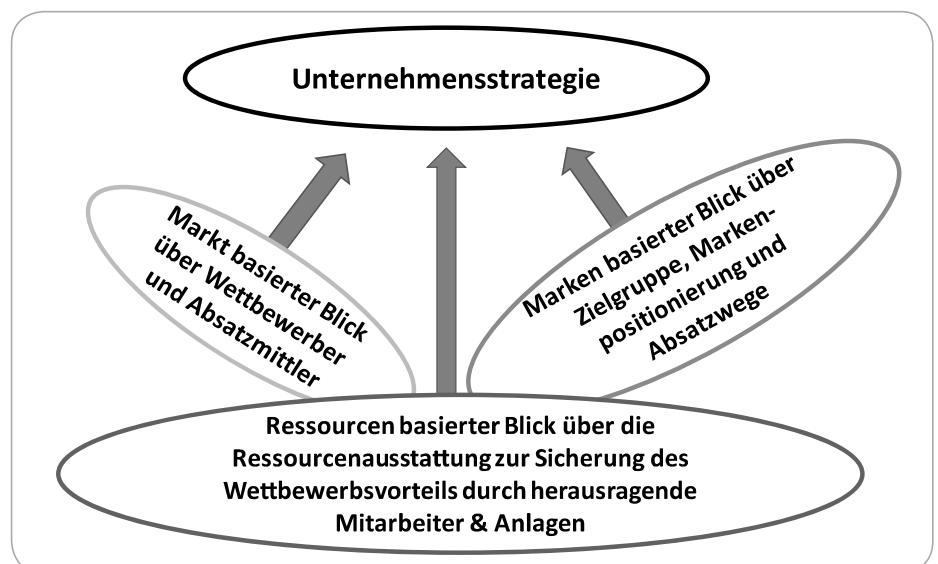 Unternehmensstrategie
Markt basierter Blick
über Wettbewerber
und Absatzmittler
Marken basierter Blick über
Zielgruppe, Marken-
positionierung und
Absatzwege
Ressourcen basierter Blick über die
Ressourcenausstattung zur Sicherung des
Wettbewerbsvorteils durch herausragende
Mitarbeiter & Anlagen